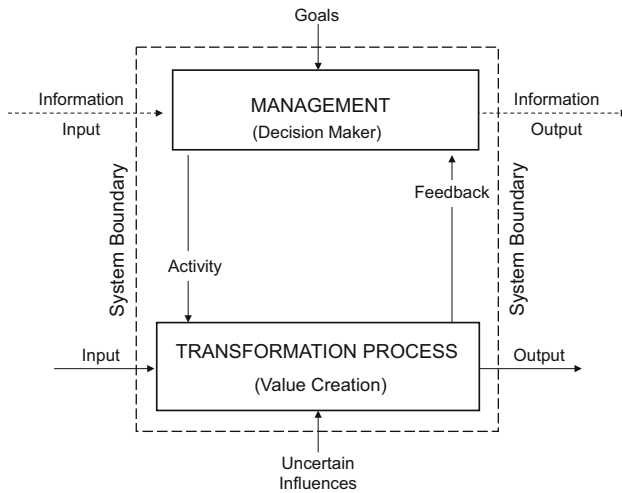 Goals
Information
Input
MANAGEMENT
(Decision Maker)
Information
Output
System Boundary
Feedback
System Boundary
Activity
Input
TRANSFORMATION PROCESS
(Value Creation)
Output
Uncertain
Influences